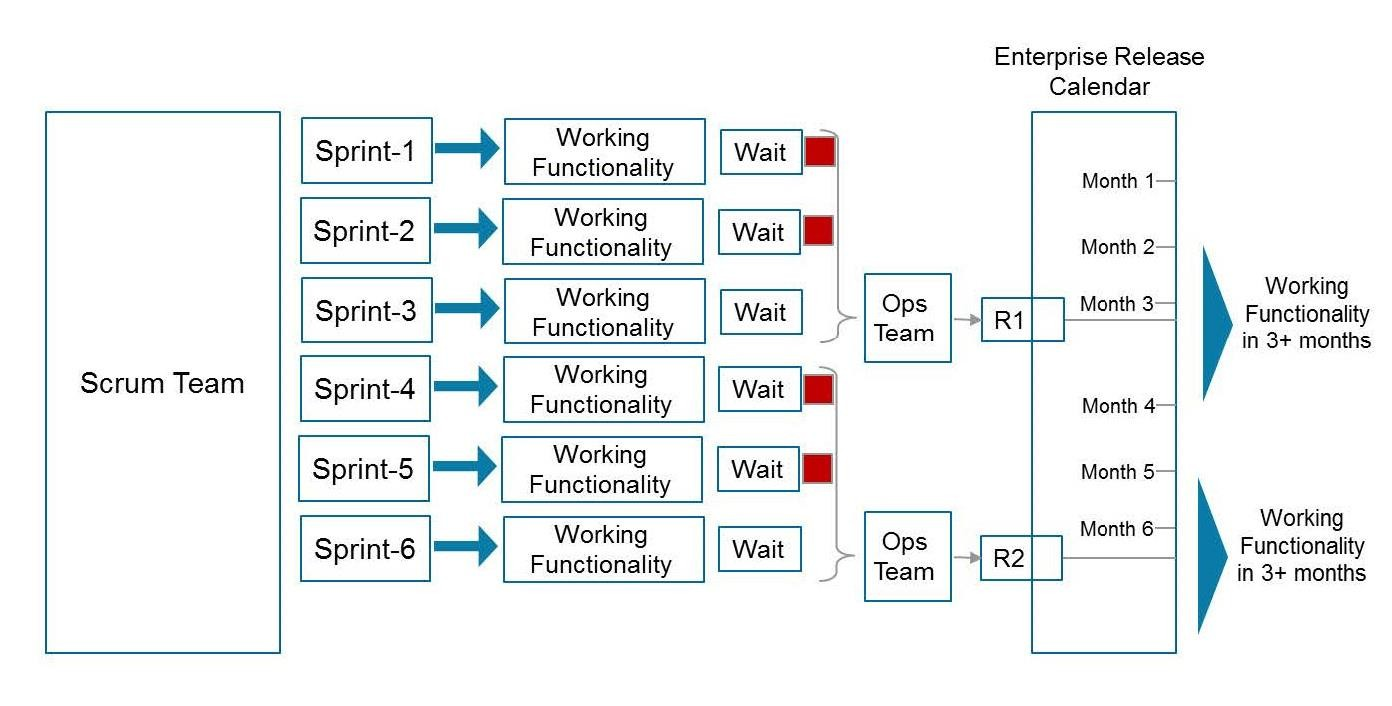 Enterprise Release
Calendar
Scrum Team
Sprint-1
Working
Functionality
Wait
Sprint-2
Working
Functionality
Wait
Sprint-3
Working
Functionality
Wait
Sprint-4
Working
Functionality
Wait
Sprint-5
Working
Functionality
Wait
Sprint-6
Working
Functionality
Wait
Ops
Team
R1
Ops
Team
R2
Month 1
Month 2
Month 3
Month 4
Month 5
Month 6
Working
Functionality
in 3+ months
Working
Functionality
in 3+ months